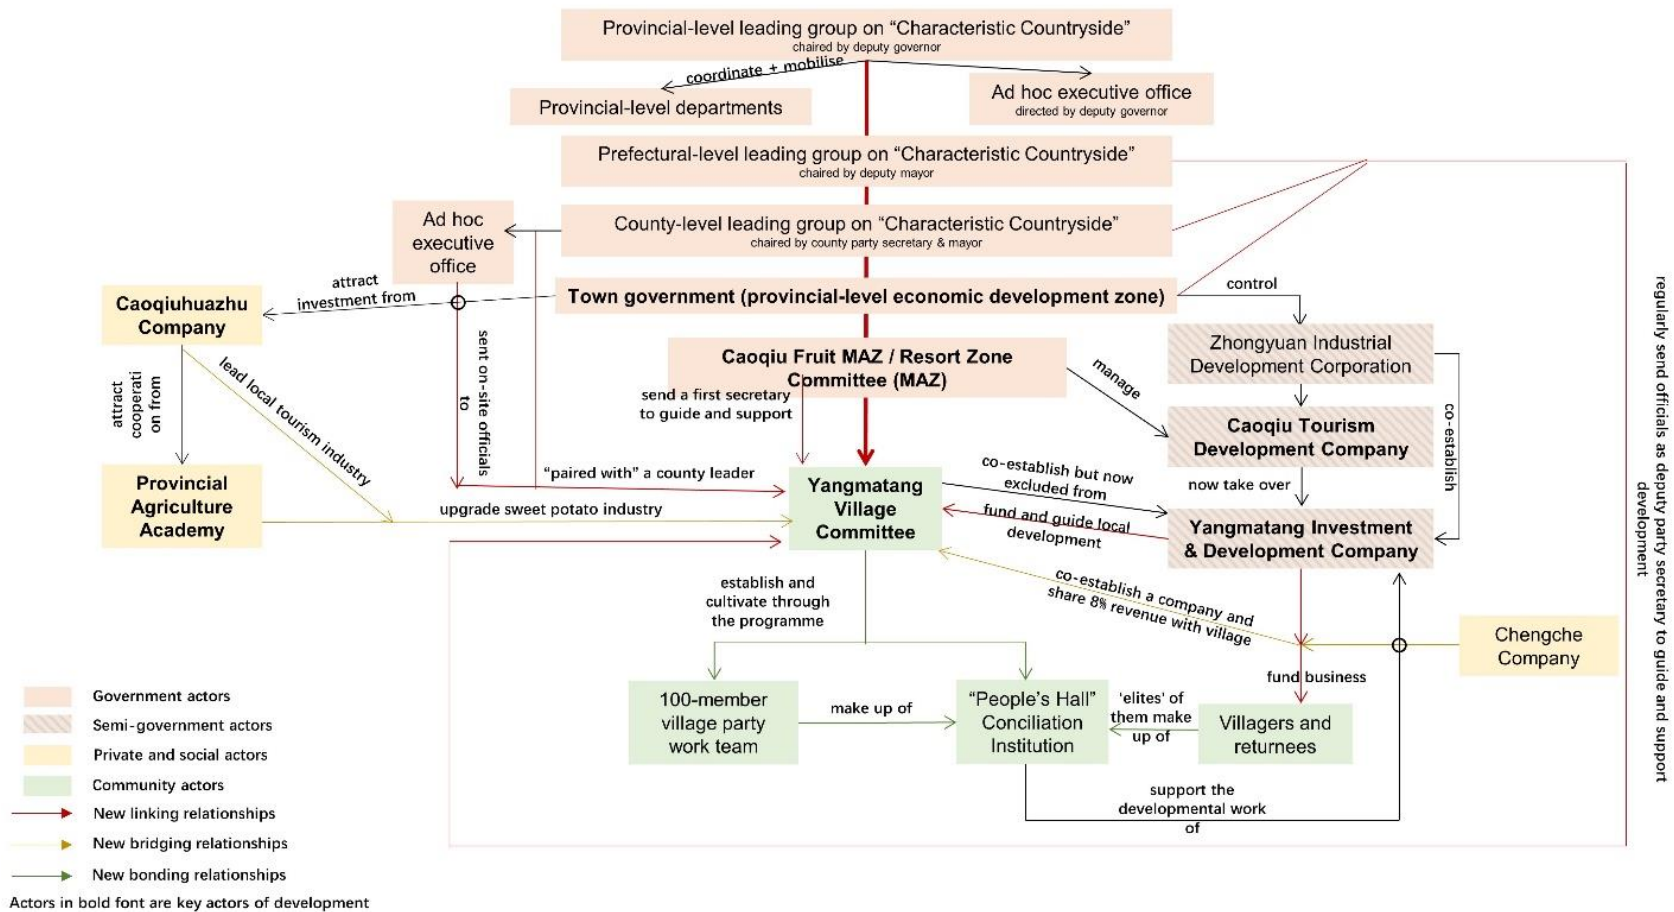 Provincial-level leading group on “Characteristic Countryside”
chaired by deputy governor
coordinate + mobilise
Provincial-level departments
Ad hoc executive office
directed by deputy governor
Prefectural-level leading group on “Characteristic Countryside”
chaired by deputy mayor
County-level leading group on “Characteristic Countryside”
chaired by county party secretary & mayor
Ad hoc
executive
office
Town government (provincial-level economic development zone)
attract
investment from
control
Caoqiuhuazhu
Company
Caoqiu Fruit MAZ / Resort Zone
Committee (MAZ)
Zhongyuan Industrial
Development Corporation
manage
send a first secretary
to guide and support
sent on-site officials
to
lead local tourism industry
attract
cooperati
on from
Caoqiu Tourism
Development Company
co-establish
now take over
Provincial
Agriculture
Academy
“paired with” a county leader
upgrade sweet potato industry
Yangmatang
Village
Committee
co-establish but now
excluded from
fund and guide local
development
Yangmatang Investment
& Development Company
regularly send officials as deputy party secretary to guide and support
development
establish and
cultivate through
the programme
co-establish a company and
share 8% revenue with village
Chengche
Company
fund business
100-member
village party
work team
make up of
“People’s Hall”
Conciliation
Institution
'elites' of
them make
up of
Villagers and
returnees
support the
developmental work
of
Government actors
Semi-government actors
Private and social actors
Community actors
New linking relationships
New bridging relationships
New bonding relationships
Actors in bold font are key actors of development